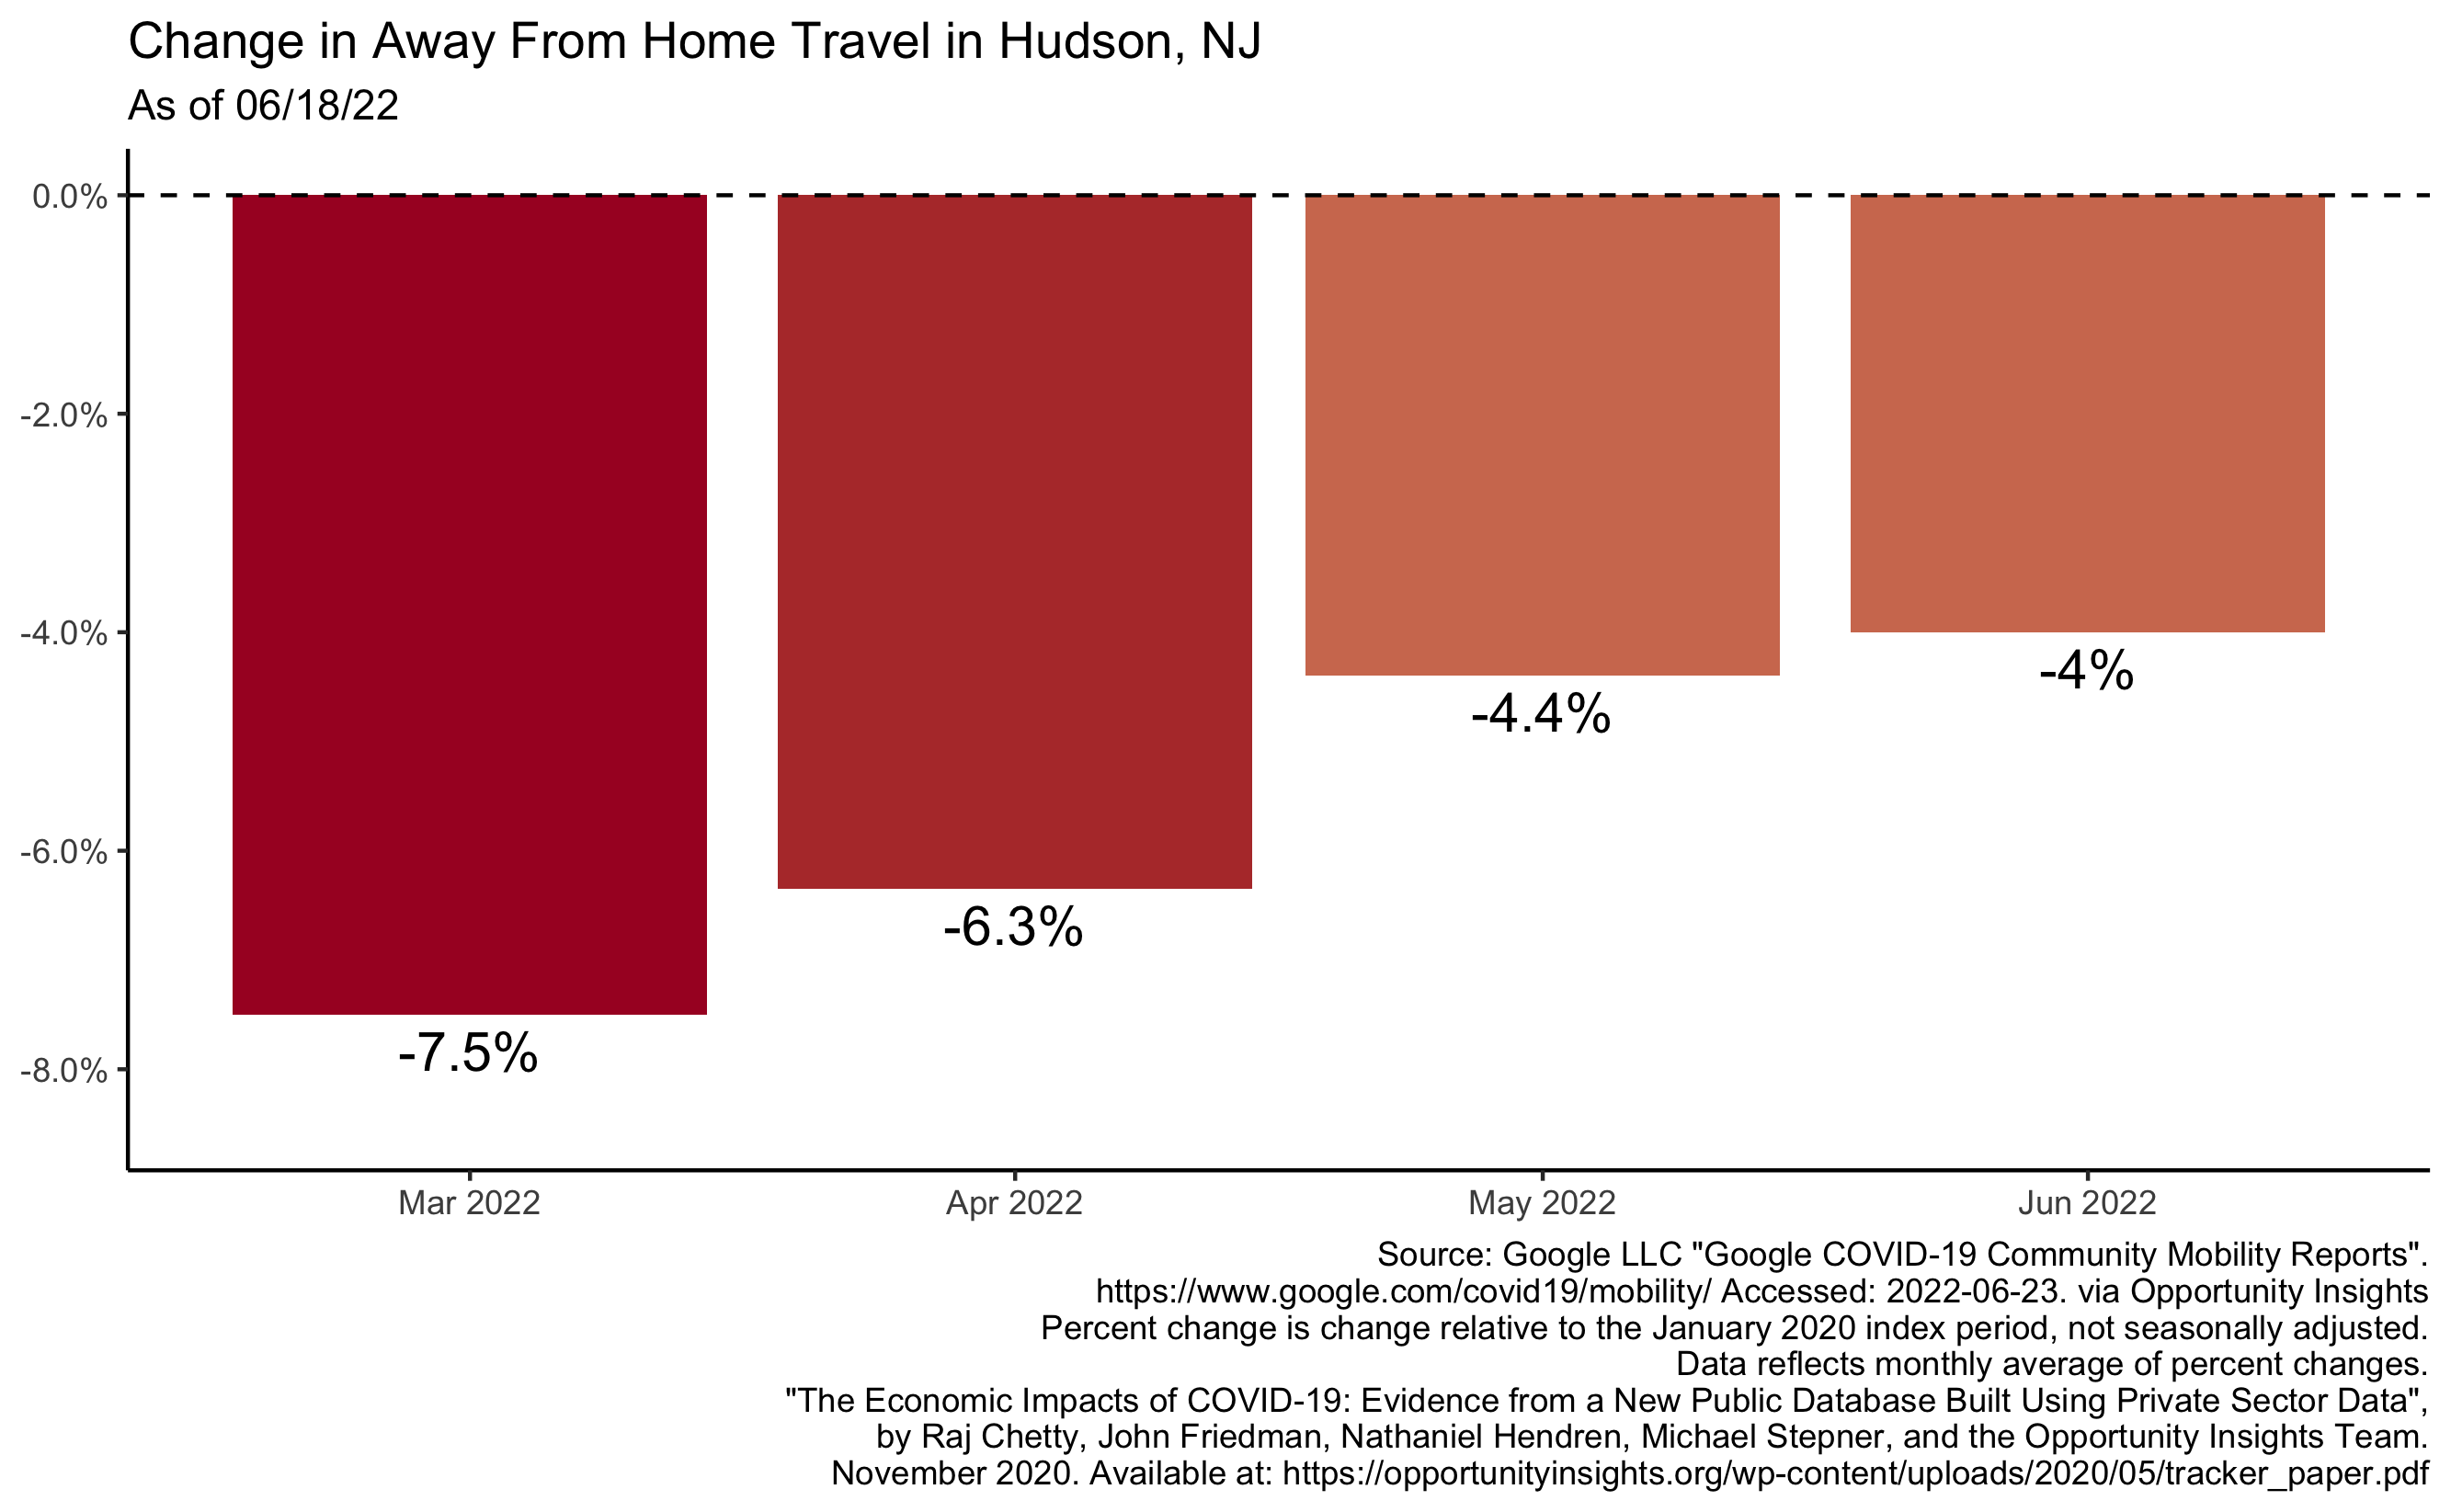 Change in Away From Home Travel in Hudson, NJ
As of 06/18/22
0.0%
-2.0%
-4.0%
-6.0%
-8.0%
-7.5%
-6.3%
-4.4%
-4%
Mar 2022
Apr 2022
May 2022
Jun 2022
Source: Google LLC "Google COVID-19 Community Mobility Reports".
https://www.google.com/covid19/mobility/ Accessed: 2022-06-23. via Opportunity Insights
Percent change is change relative to the January 2020 index period, not seasonally adjusted.
Data reflects monthly average of percent changes.
"The Economic Impacts of COVID-19: Evidence from a New Public Database Built Using Private Sector Data",
by Raj Chetty, John Friedman, Nathaniel Hendren, Michael Stepner, and the Opportunity Insights Team.
November 2020. Available at: https://opportunityinsights.org/wp-content/uploads/2020/05/tracker_paper.pdf